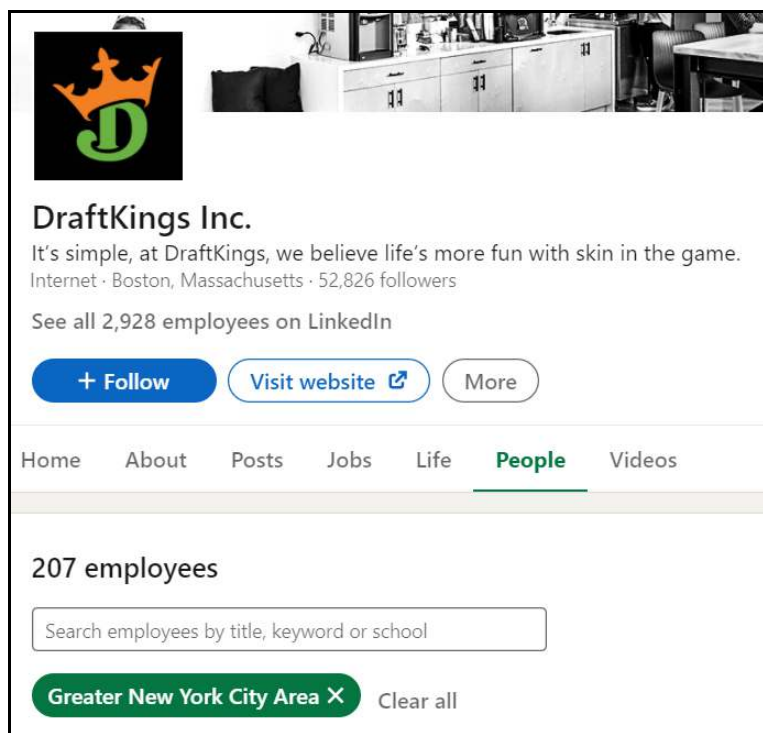 D
DraftKings Inc.
It's simple, at DraftKings, we believe life's more fun with skin in the game.
Internet · Boston, Massachusetts · 52,826 followers
See all 2,928 employees on LinkedIn
+ Follow Visit website More
Home About Posts Jobs Life People Videos
207 employees
Search employees by title, keyword or school
Greater New York City Area ✕ Clear all